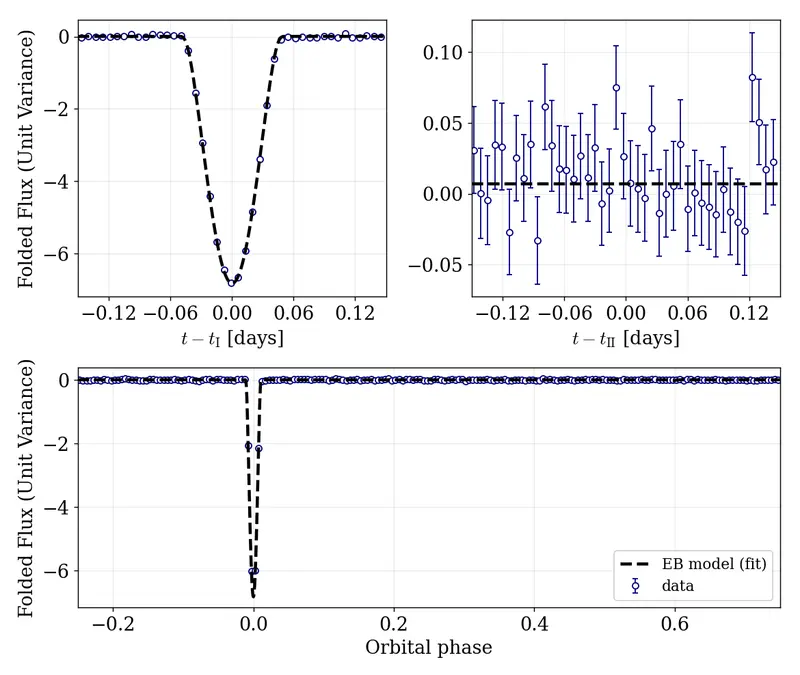 Folded Flux (Unit Variance)
0
−2
−4
−6
−0.12 −0.06 0.00 0.06 0.12
t − tI [days]
0.10
0.05
0.00
−0.05
−0.12 −0.06 0.00 0.06 0.12
t − tII [days]
Folded Flux (Unit Variance)
0
−2
−4
−6
−0.2 0.0 0.2 0.4 0.6
Orbital phase
EB model (fit)
data